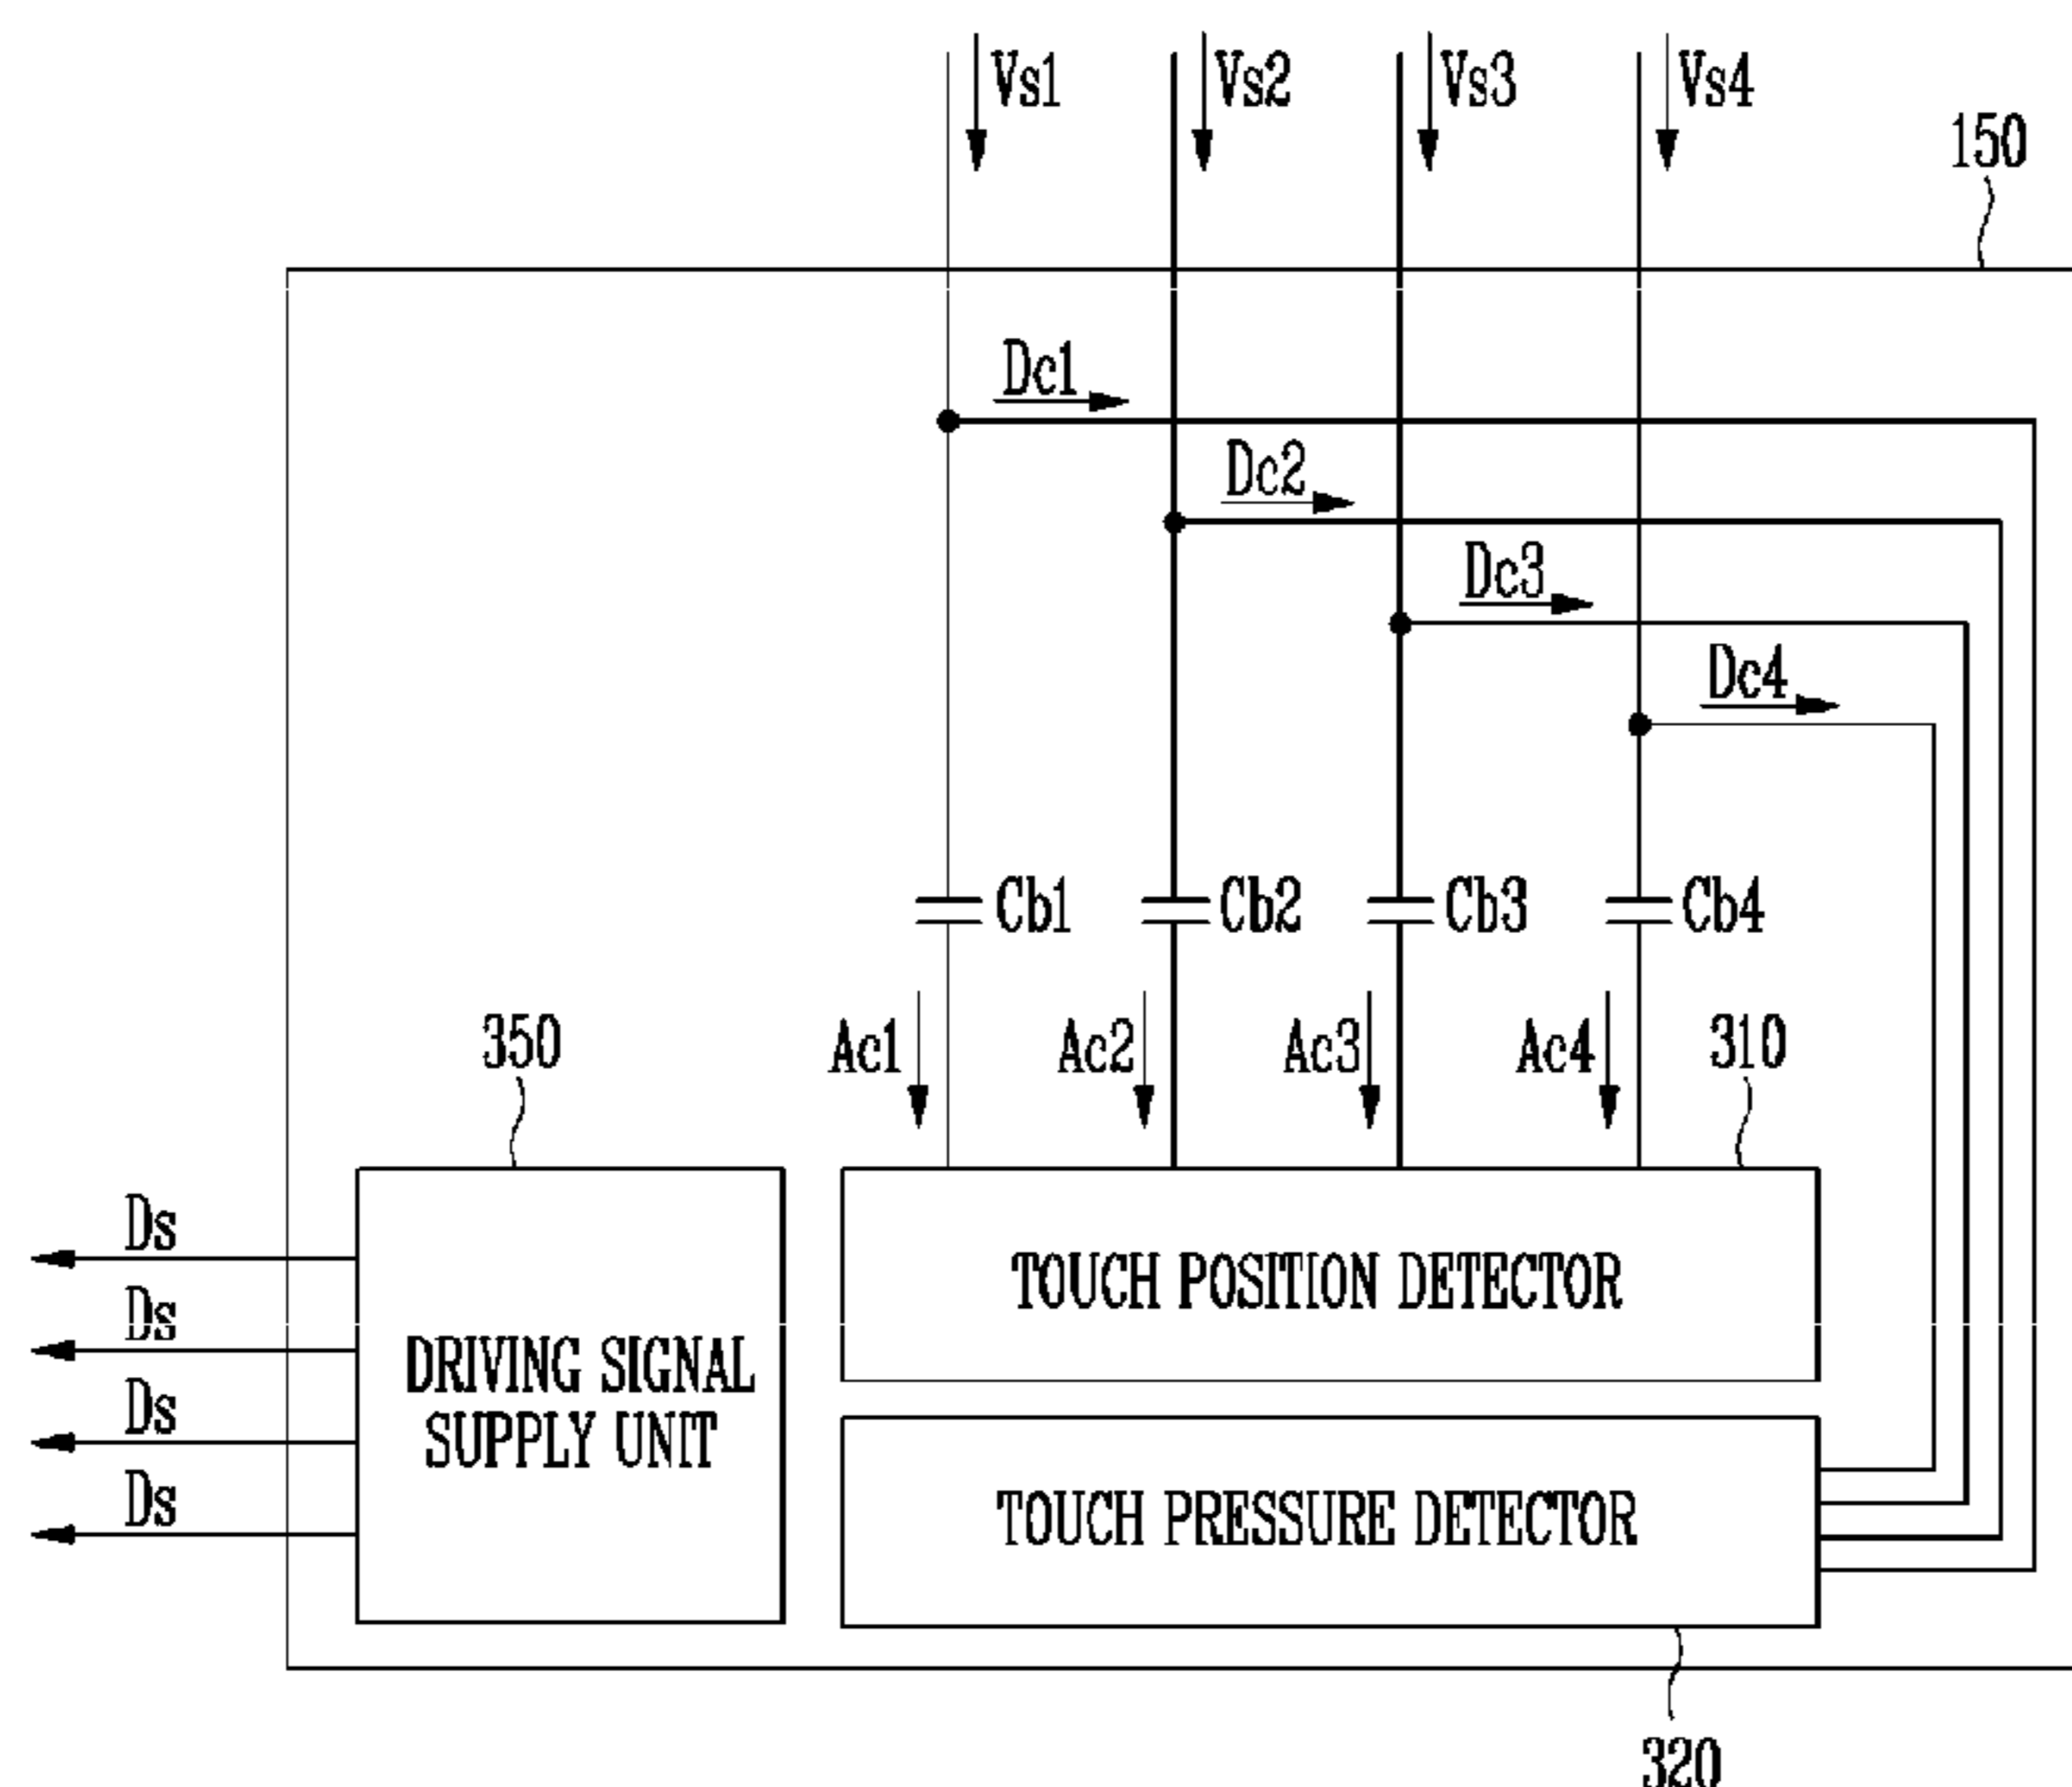 Vs1 Vs2 Vs3 Vs4
150
Dc1
Dc2
Dc3
Dc4
Cb1 Cb2 Cb3 Cb4
350
Ac1 Ac2 Ac3 Ac4
310
Ds
Ds
Ds
Ds
DRIVING SIGNAL
SUPPLY UNIT
TOUCH POSITION DETECTOR
TOUCH PRESSURE DETECTOR
320